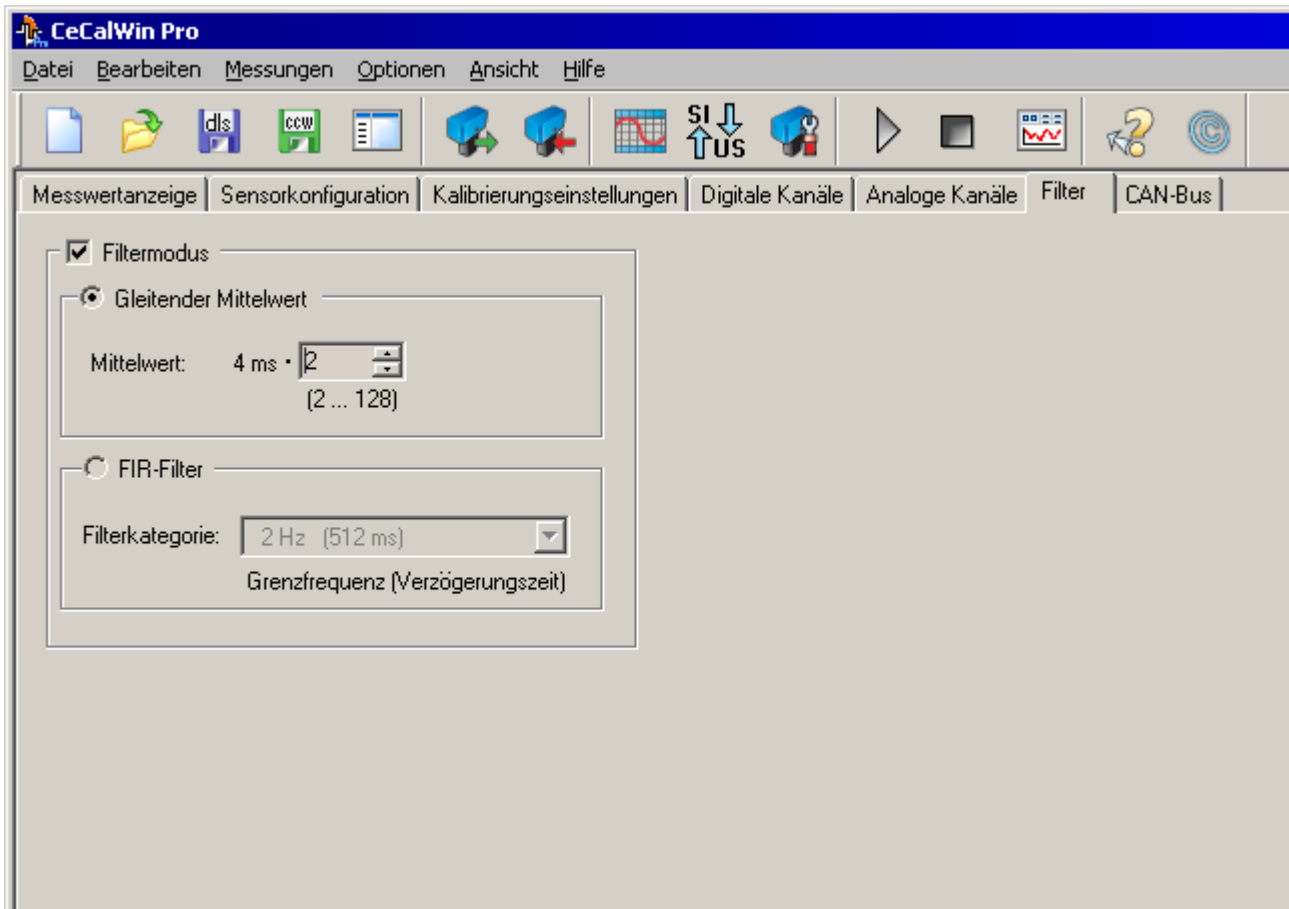 CeCalWin Pro
Datei Bearbeiten Messungen Optionen Ansicht Hilfe
dls ccw SI US ? ©
Messwertanzeige Sensorkonfiguration Kalibrierungseinstellungen Digitale Kanäle Analoge Kanäle Filter CAN-Bus
Filtermodus
Gleitender Mittelwert
Mittelwert: 4 ms · 2
(2 ... 128)
FIR-Filter
Filterkategorie: 2 Hz (512 ms)
Grenzfrequenz (Verzögerungszeit)